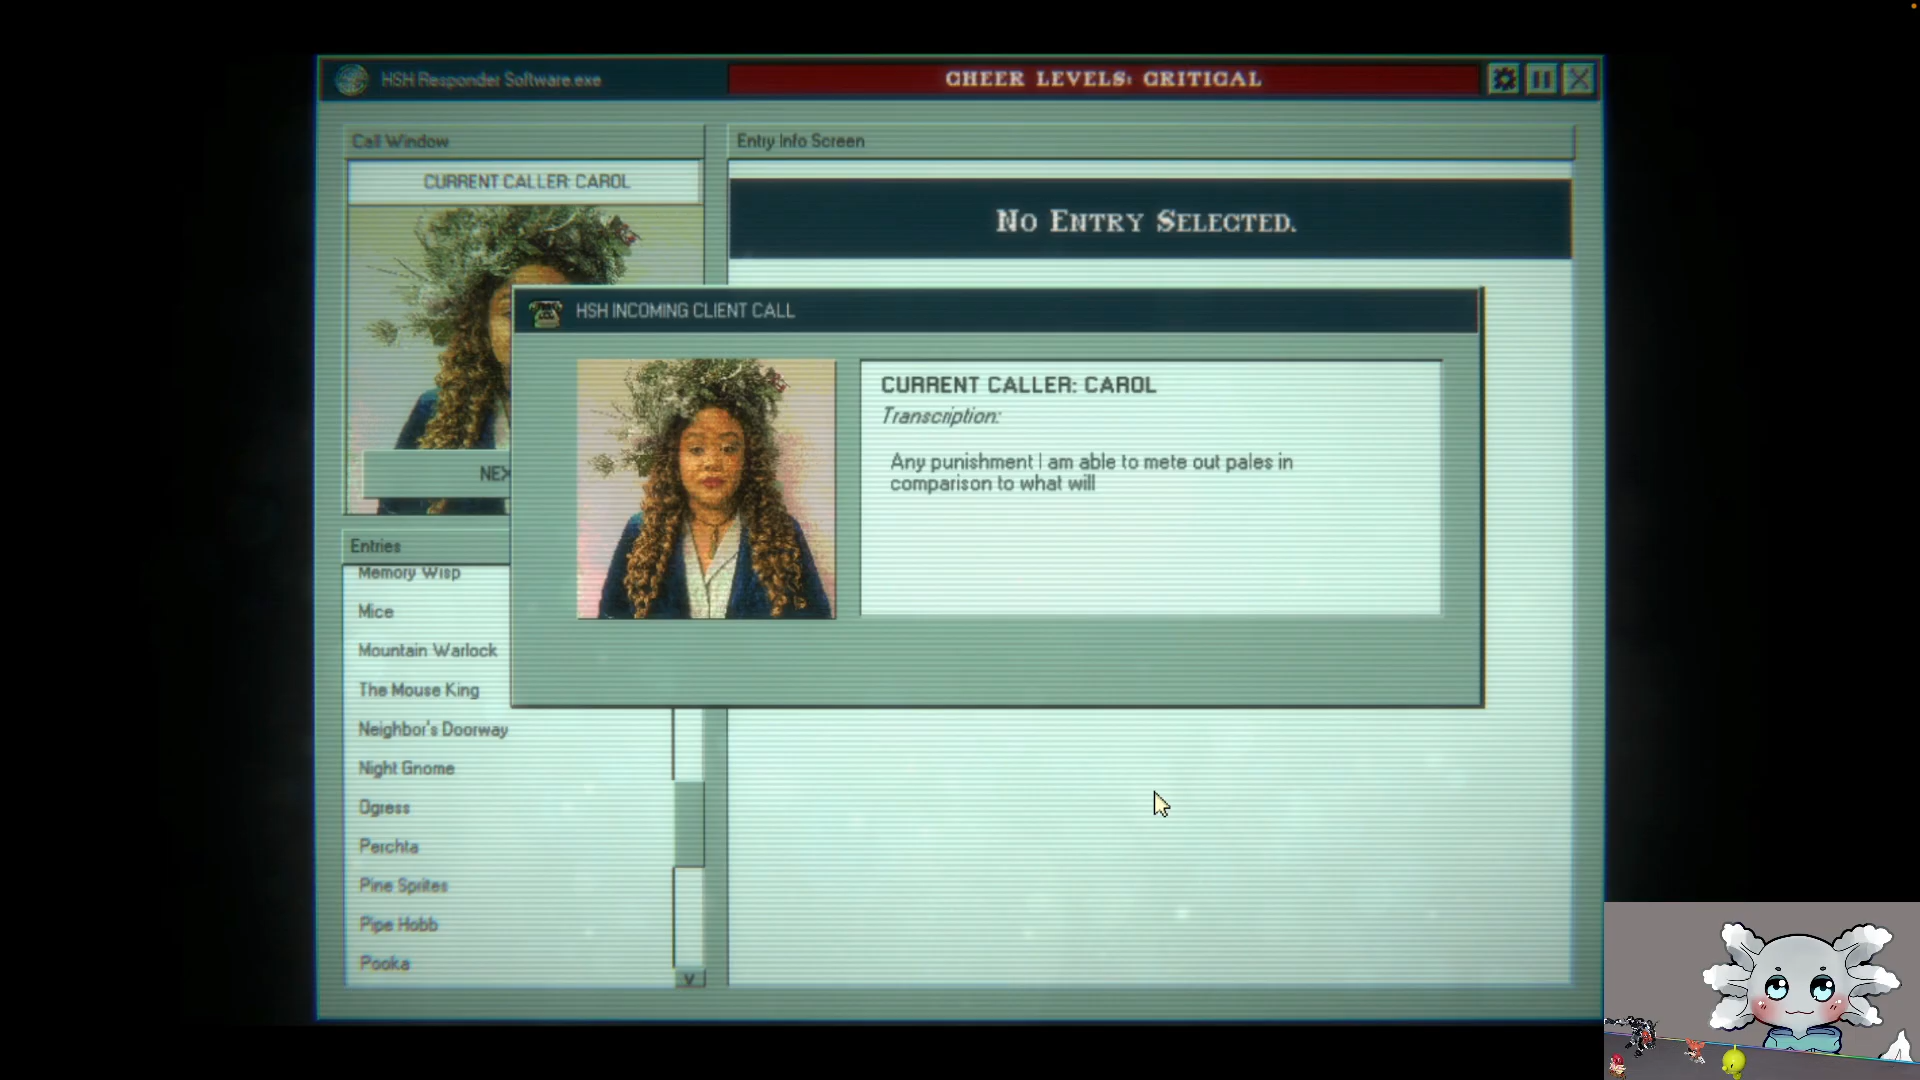 HSH Responder Software.exe
CHEER LEVELS: CRITICAL
Call Window
CURRENT CALLER: CAROL
NEX
Entry Info Screen
NO ENTRY SELECTED.
HSH INCOMING CLIENT CALL
CURRENT CALLER: CAROL
Transcription:
Any punishment I am able to mete out pales in
comparison to what will
Entries
Memory Wisp
Mice
Mountain Warlock
The Mouse King
Neighbor's Doorway
Night Gnome
Ogress
Perchta
Pine Sprites
Pipe Hobb
Pooka